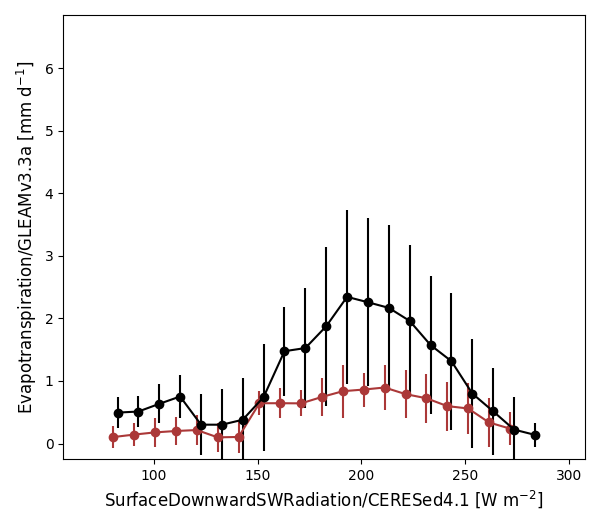 6
5
4
3
2
1
0
Evapotranspiration/GLEAMv3.3a [mm d⁻¹]
100 150 200 250 300
SurfaceDownwardSWRadiation/CERESed4.1 [W m⁻²]